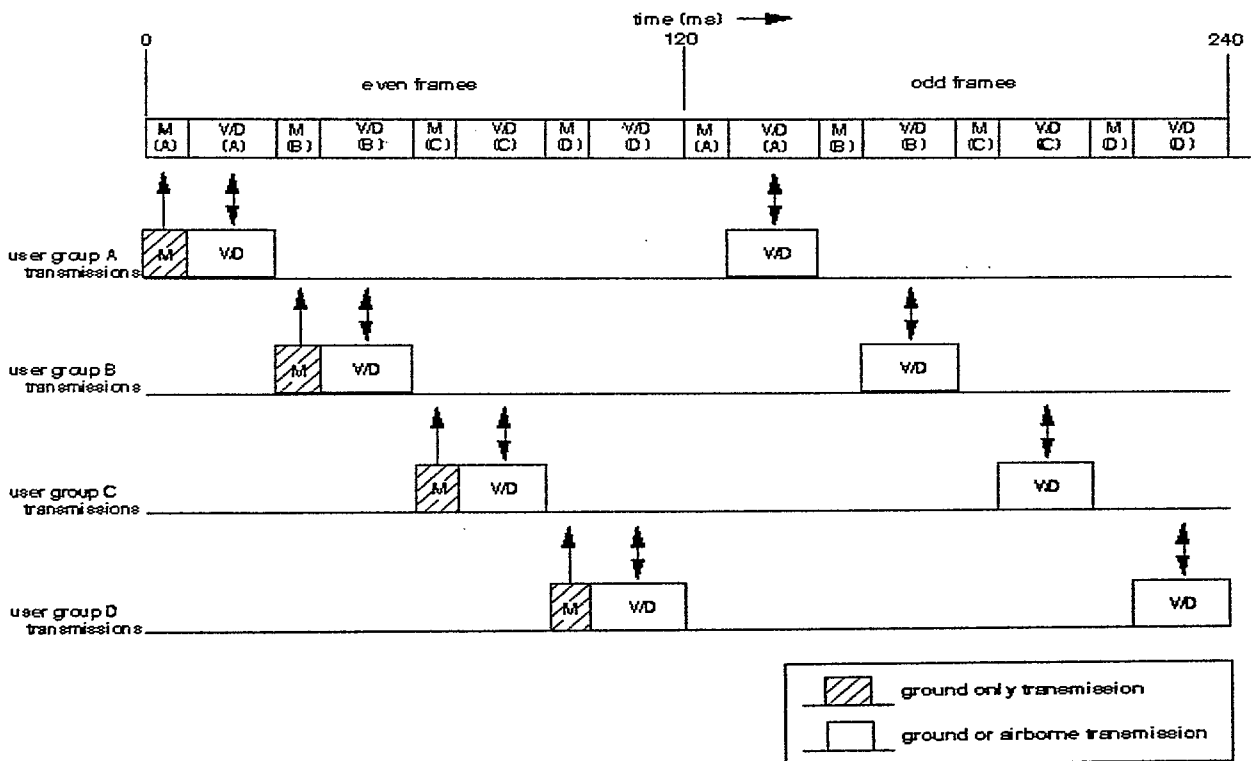 time (ms)
0 120 240
even frames odd frames
M (A) V/D (A) M (B) V/D (B) M (C) V/D (C) M (D) V/D (D) M (A) V/D (A) M (B) V/D (B) M (C) V/D (C) M (D) V/D (D)
user group A
transmissions
M V/D V/D
user group B
transmissions
M V/D V/D
user group C
transmissions
M V/D V/D
user group D
transmissions
M V/D V/D
ground only transmission
ground or airborne transmission